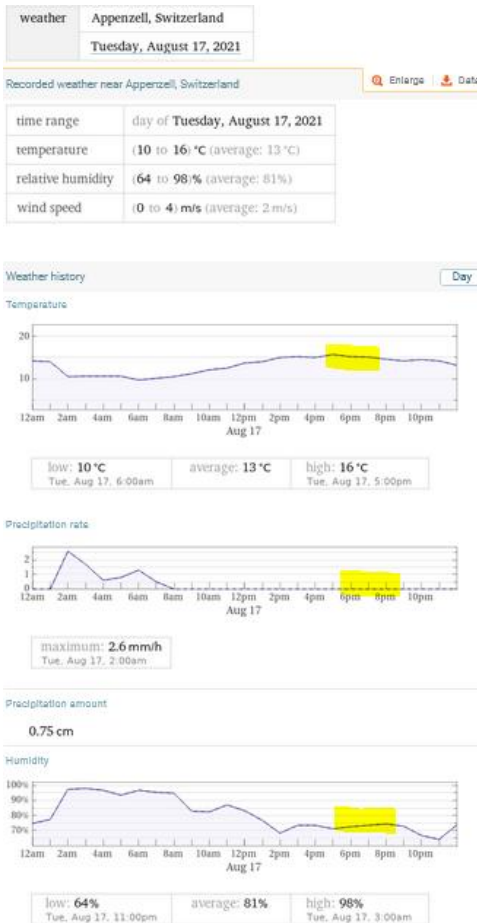 weather Appenzell, Switzerland
Tuesday, August 17, 2021
Recorded weather near Appenzell, Switzerland Enlarge Data
time range day of Tuesday, August 17, 2021
temperature (10 to 16) °C (average: 13 °C)
relative humidity (64 to 98)% (average: 81%)
wind speed (0 to 4) m/s (average: 2 m/s)
Weather history Day
Temperature
20
10
12am 2am 4am 6am 8am 10am 12pm 2pm 4pm 6pm 8pm 10pm
Aug 17
low: 10 °C average: 13 °C high: 16 °C
Tue, Aug 17, 6:00am Tue, Aug 17, 5:00pm
Precipitation rate
2
1
0
12am 2am 4am 6am 8am 10am 12pm 2pm 4pm 6pm 8pm 10pm
Aug 17
maximum: 2.6 mm/h
Tue, Aug 17, 2:00am
Precipitation amount
0.75 cm
Humidity
100%
90%
80%
70%
12am 2am 4am 6am 8am 10am 12pm 2pm 4pm 6pm 8pm 10pm
Aug 17
low: 64% average: 81% high: 98%
Tue, Aug 17, 11:00pm Tue, Aug 17, 3:00am